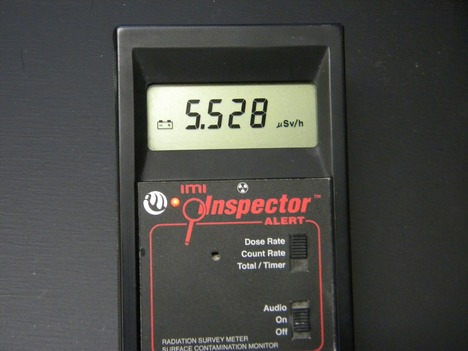 5.528 µSv/h
imi
Inspector™
ALERT
Dose Rate
Count Rate
Total / Timer
Audio
On
Off
RADIATION SURVEY METER
SURFACE CONTAMINATION MONITOR